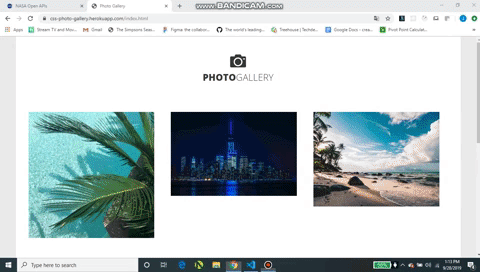 NASA Open APIs
Photo Gallery
www.BANDICAM.com
css-photo-gallery.herokuapp.com/index.html
Apps
Stream TV and Mov...
Gmail
The Simpsons Seas...
Figma: the collabor...
The world's leading...
Treehouse | Techde...
Google Docs - crea...
Pivot Point Calculat...
PHOTOGALLERY
Type here to search
100%
1:13 PM
9/28/2019